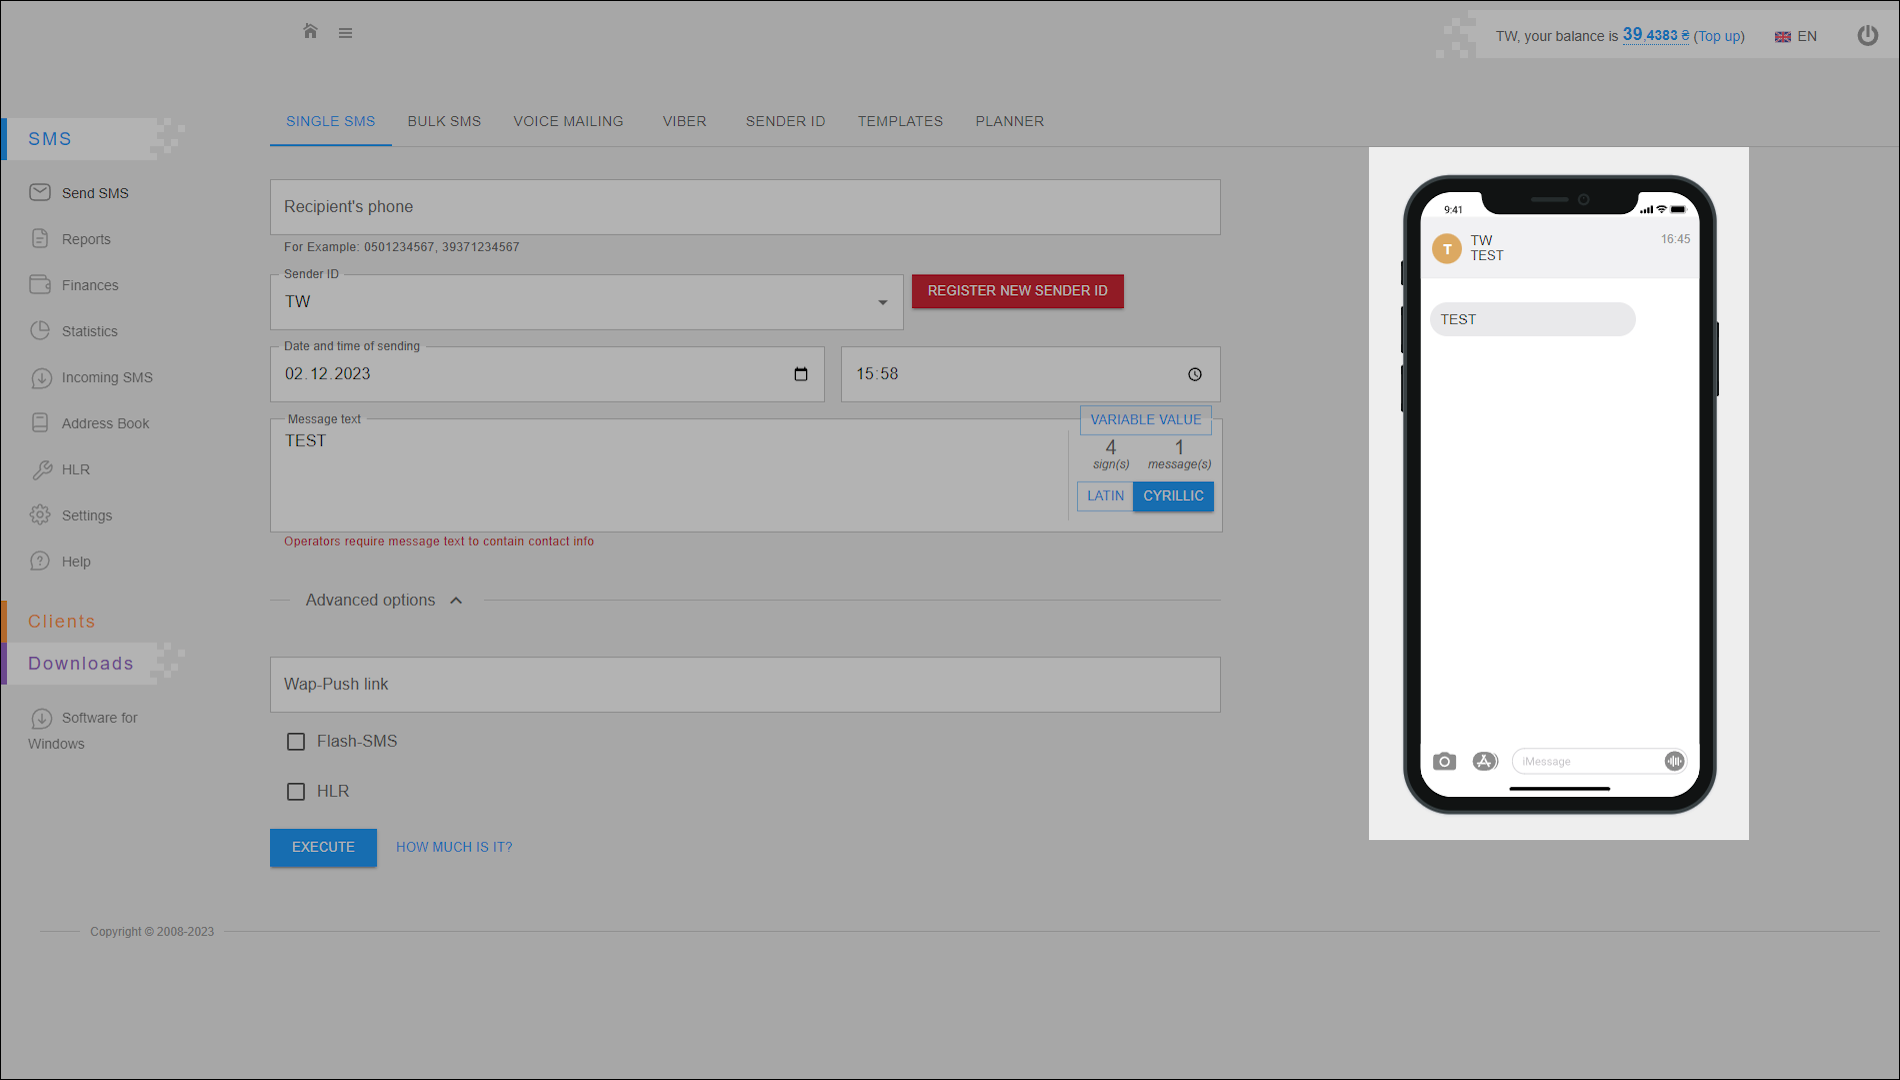 TW, your balance is 39,4383 ₴ (Top up)
EN
SINGLE SMS
BULK SMS
VOICE MAILING
VIBER
SENDER ID
TEMPLATES
PLANNER
SMS
Send SMS
Reports
Finances
Statistics
Incoming SMS
Address Book
HLR
Settings
Help
Clients
Downloads
Software for
Windows
Recipient's phone
For Example: 0501234567, 39371234567
Sender ID
TW
REGISTER NEW SENDER ID
Date and time of sending
02.12.2023
15:58
Message text
TEST
VARIABLE VALUE
4
sign(s)
1
message(s)
LATIN
CYRILLIC
Operators require message text to contain contact info
Advanced options
Wap-Push link
Flash-SMS
HLR
EXECUTE
HOW MUCH IS IT?
9:41
T
TW
TEST
16:45
TEST
iMessage
Copyright © 2008-2023